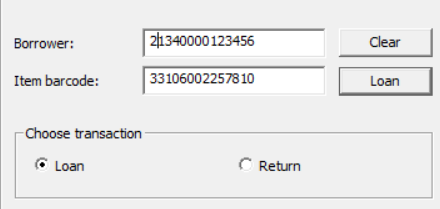 Borrower: 21340000123456 Clear
Item barcode: 33106002257810 Loan
Choose transaction
Loan Return